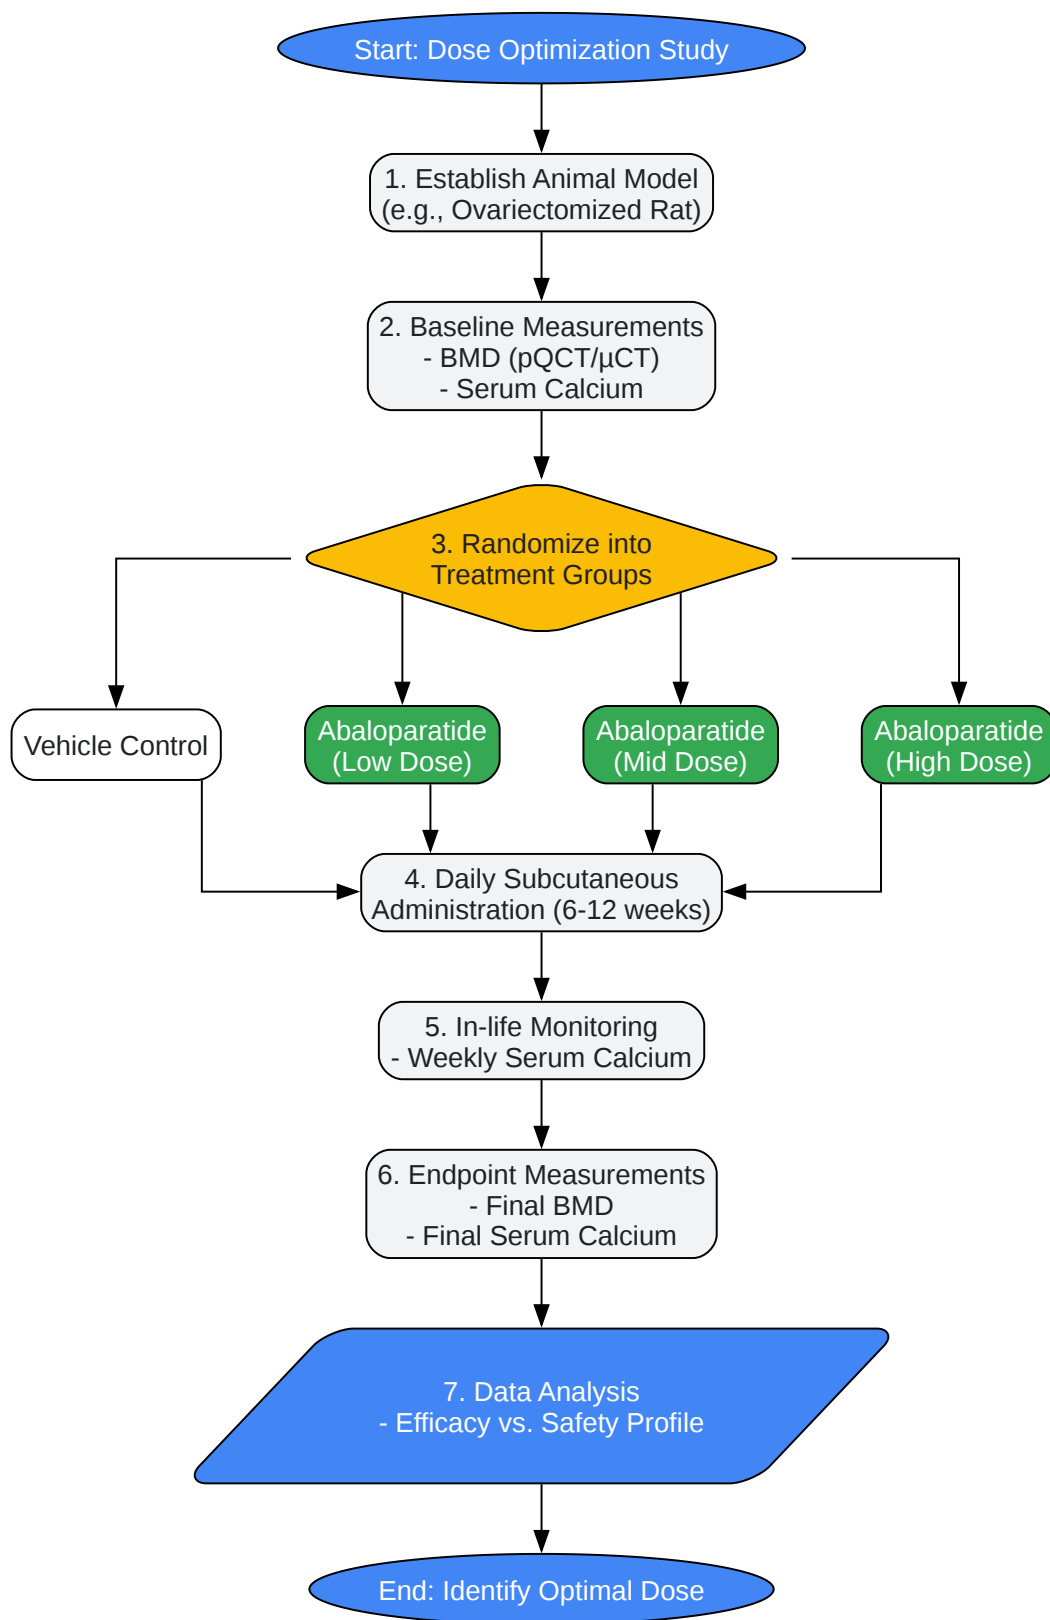 Start: Dose Optimization Study
1. Establish Animal Model
(e.g., Ovariectomized Rat)
2. Baseline Measurements
- BMD (pQCT/µCT)
- Serum Calcium
3. Randomize into
Treatment Groups
Vehicle Control
Abaloparatide
(Low Dose)
Abaloparatide
(Mid Dose)
Abaloparatide
(High Dose)
4. Daily Subcutaneous
Administration (6-12 weeks)
5. In-life Monitoring
- Weekly Serum Calcium
6. Endpoint Measurements
- Final BMD
- Final Serum Calcium
7. Data Analysis
- Efficacy vs. Safety Profile
End: Identify Optimal Dose